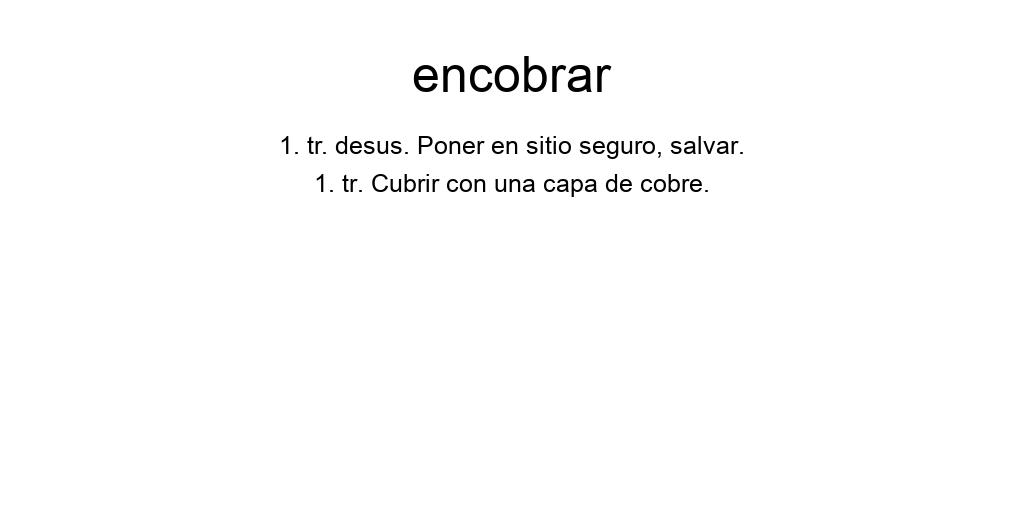 encobrar
1. tr. desus. Poner en sitio seguro, salvar.
1. tr. Cubrir con una capa de cobre.